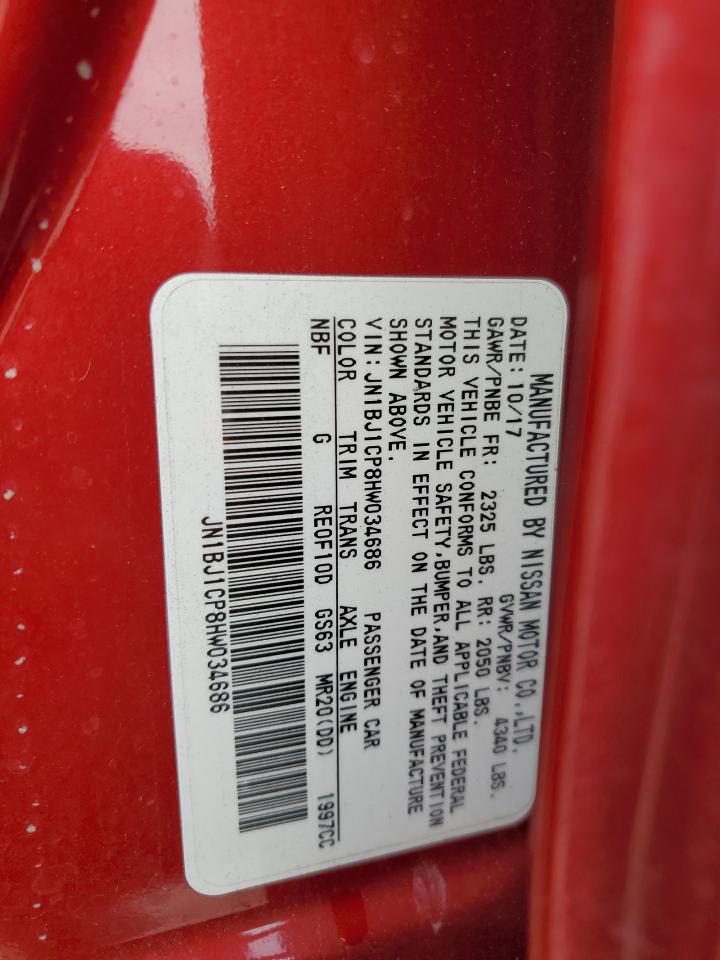 MANUFACTURED BY NISSAN MOTOR CO.,LTD.
DATE: 10/17 GVWR/PNBV: 4340 LBS.
GAWR/PNBE FR: 2325 LBS. RR: 2050 LBS.
THIS VEHICLE CONFORMS TO ALL APPLICABLE FEDERAL
MOTOR VEHICLE SAFETY,BUMPER,AND THEFT PREVENTION
STANDARDS IN EFFECT ON THE DATE OF MANUFACTURE
SHOWN ABOVE.
VIN: JN1BJ1CP8HW034686 PASSENGER CAR
COLOR TRIM TRANS AXLE ENGINE
NBF G RE0F10D GS63 MR20(DD) 1997CC
JN1BJ1CP8HW034686